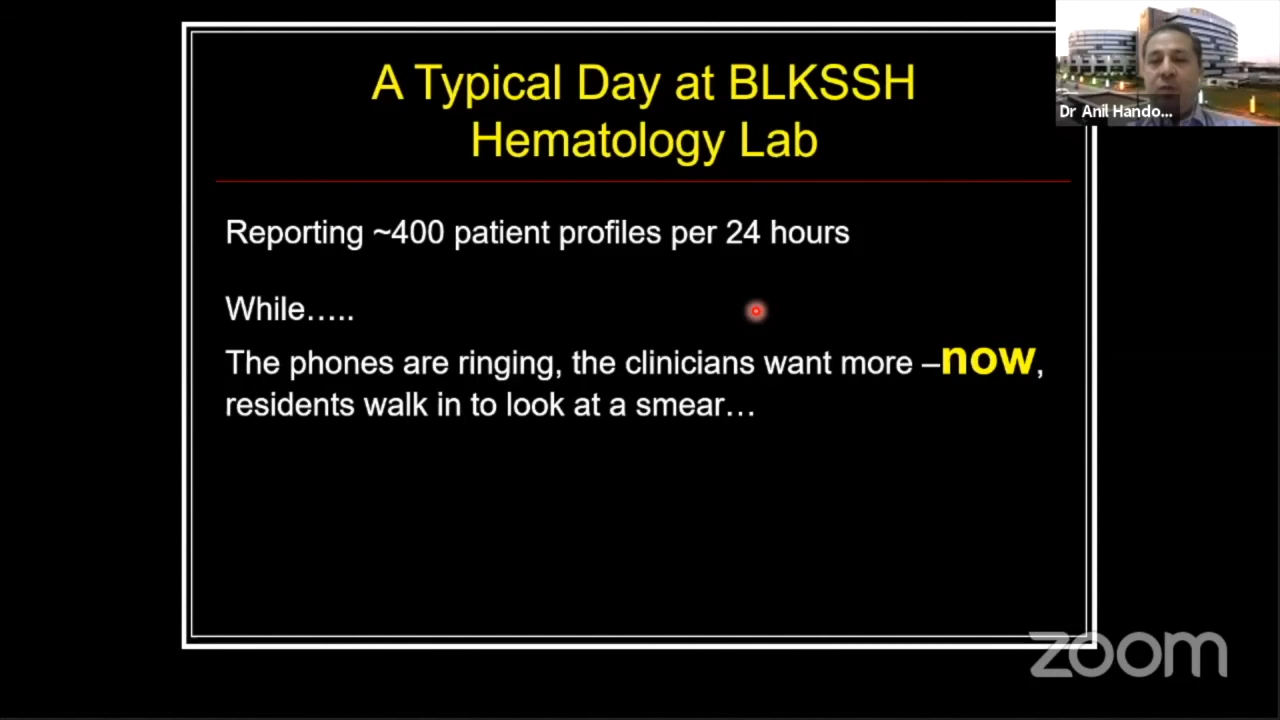 A Typical Day at BLKSSH
Hematology Lab
Dr Anil Hando...
Reporting ~400 patient profiles per 24 hours
While…..
The phones are ringing, the clinicians want more –now,
residents walk in to look at a smear…
zoom